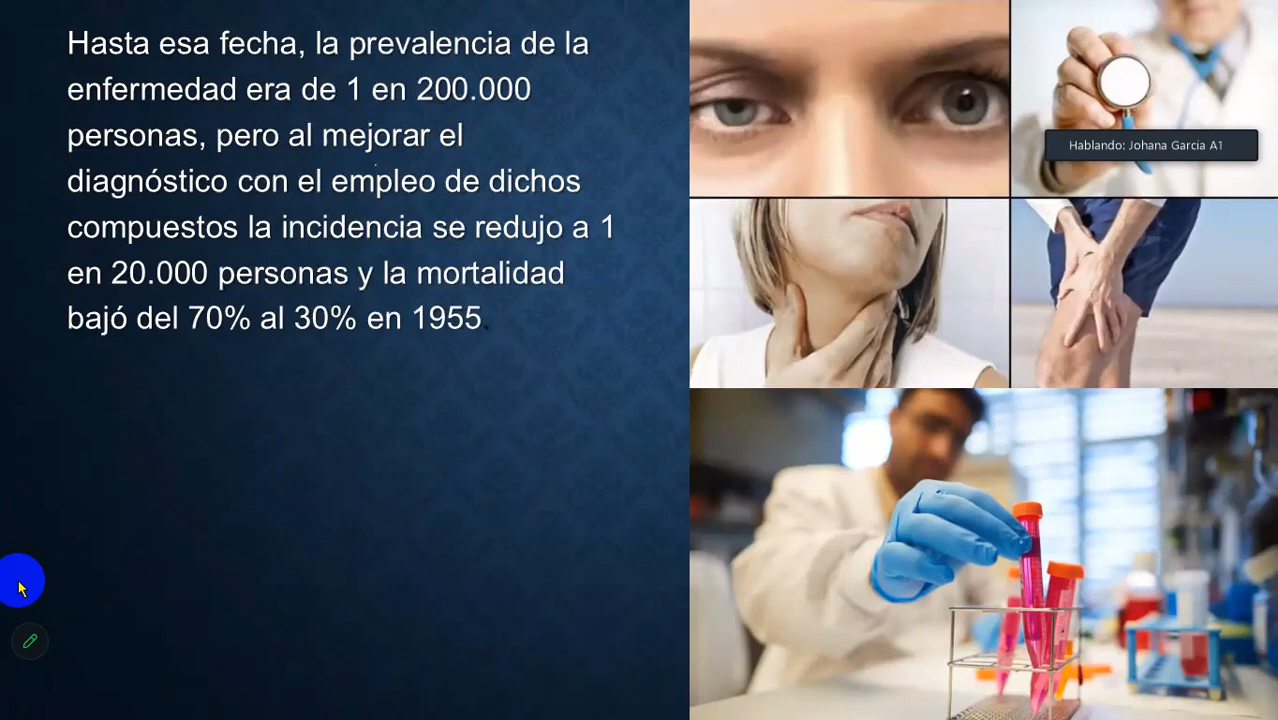 Hasta esa fecha, la prevalencia de la
enfermedad era de 1 en 200.000
personas, pero al mejorar el
diagnóstico con el empleo de dichos
compuestos la incidencia se redujo a 1
en 20.000 personas y la mortalidad
bajó del 70% al 30% en 1955.
Hablando: Johana Garcia A1